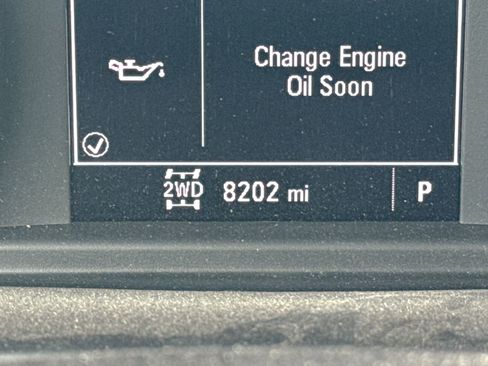 Change Engine
Oil Soon
2WD 8202 mi P